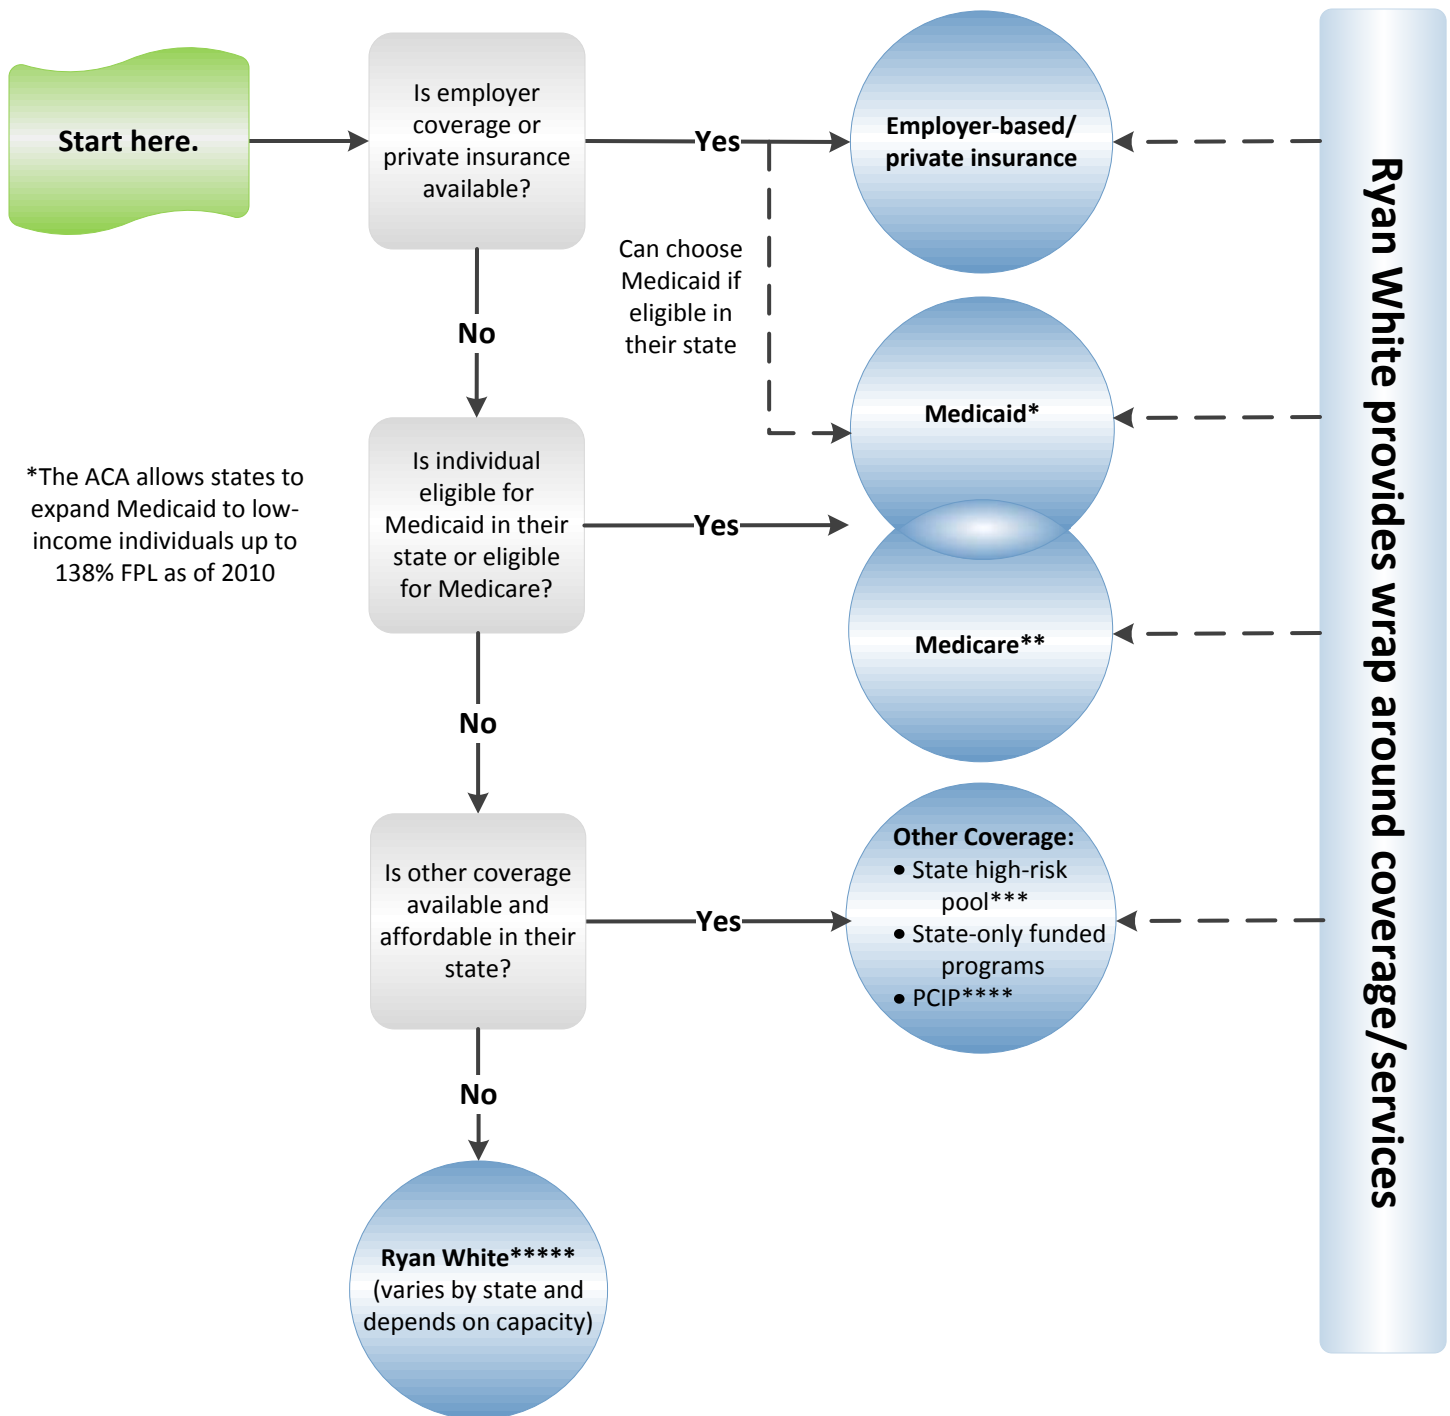 Start here.
Is employer
coverage or
private insurance
available?
Yes
Employer-based/
private insurance
Can choose
Medicaid if
eligible in
their state
No
Medicaid*
*The ACA allows states to
expand Medicaid to low-
income individuals up to
138% FPL as of 2010
Is individual
eligible for
Medicaid in their
state or eligible
for Medicare?
Yes
Medicare**
No
Is other coverage
available and
affordable in their
state?
Yes
Other Coverage:
• State high-risk
pool***
• State-only funded
programs
• PCIP****
No
Ryan White*****
(varies by state and
depends on capacity)
Ryan White provides wrap around coverage/services